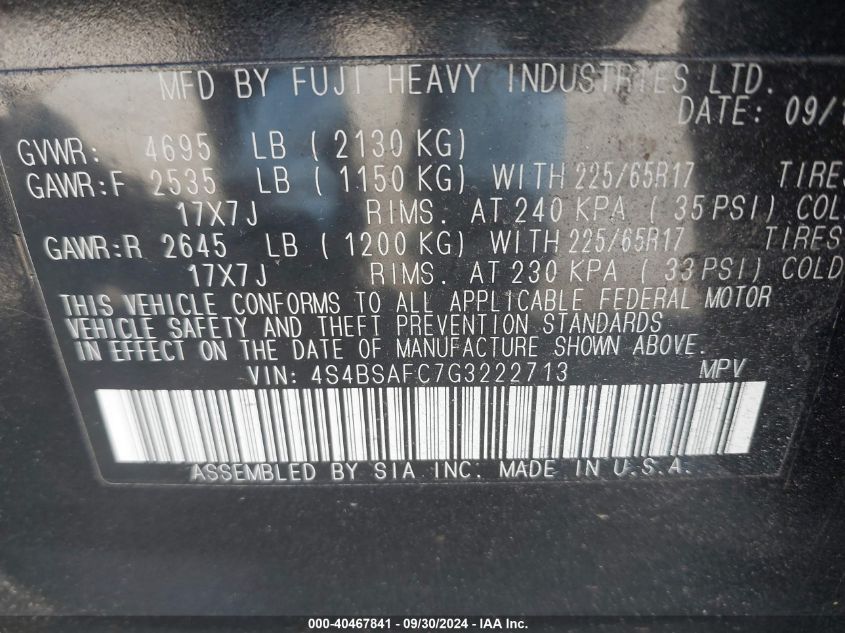 MFD BY FUJI HEAVY INDUSTRIES LTD.
DATE: 09/1
GVWR: 4695 LB ( 2130 KG)
GAWR:F 2535 LB ( 1150 KG) WITH 225/65R17 TIRES
17X7J RIMS. AT 240 KPA ( 35 PSI) COL
GAWR:R 2645 LB ( 1200 KG) WITH 225/65R17 TIRES
17X7J RIMS. AT 230 KPA ( 33 PSI) COLD
THIS VEHICLE CONFORMS TO ALL APPLICABLE FEDERAL MOTOR
VEHICLE SAFETY AND THEFT PREVENTION STANDARDS
IN EFFECT ON THE DATE OF MANUFACTURE SHOWN ABOVE.
VIN: 4S4BSAFC7G3222713 MPV
ASSEMBLED BY SIA INC. MADE IN U.S.A.
000-40467841 - 09/30/2024 - IAA Inc.